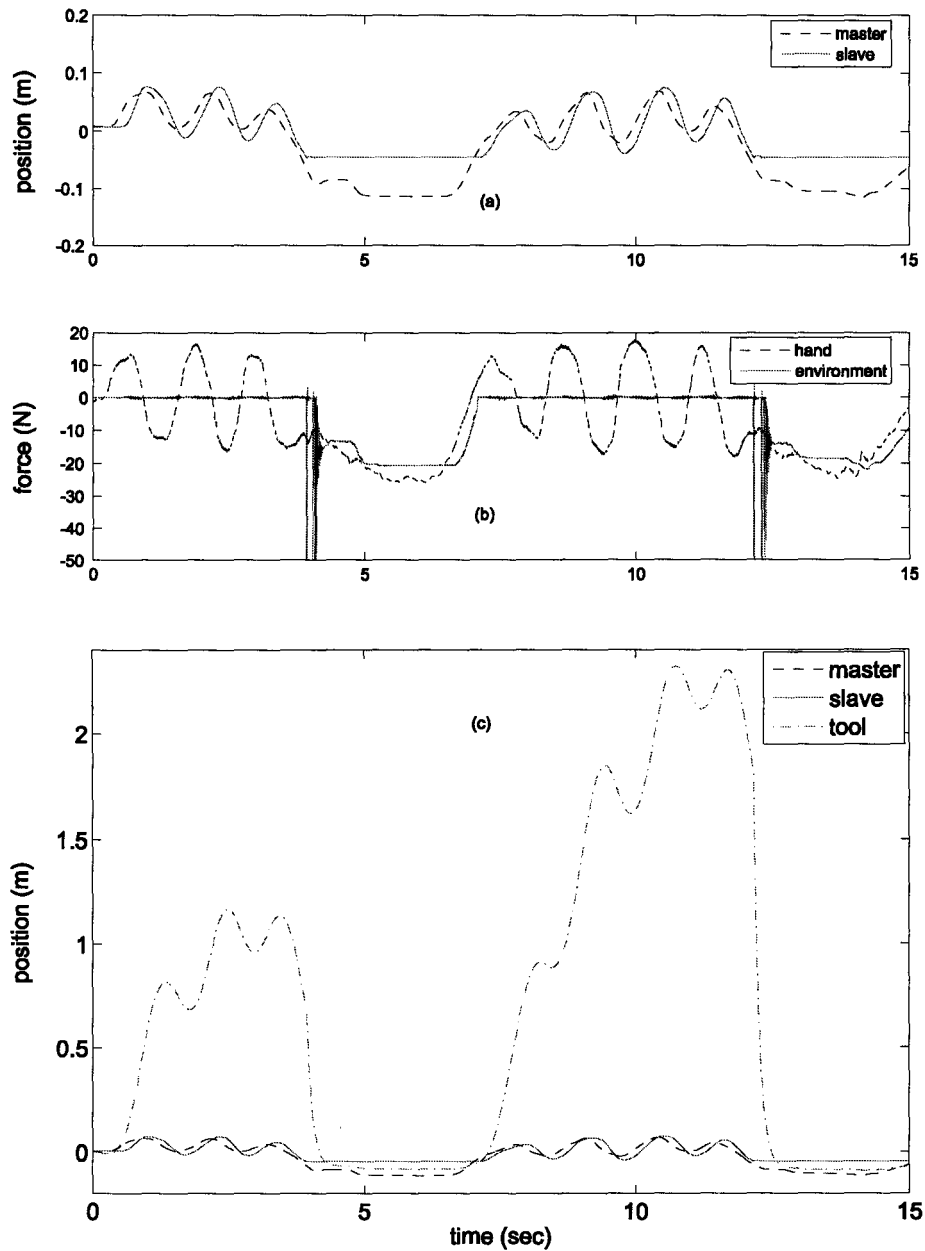 0.2
0.1
0
-0.1
-0.2
position (m)
master
slave
(a)
0
5
10
15
20
10
0
-10
-20
-30
-40
-50
force (N)
hand
environment
(b)
0
5
10
15
2
1.5
1
0.5
0
position (m)
master
slave
tool
(c)
0
5
10
15
time (sec)